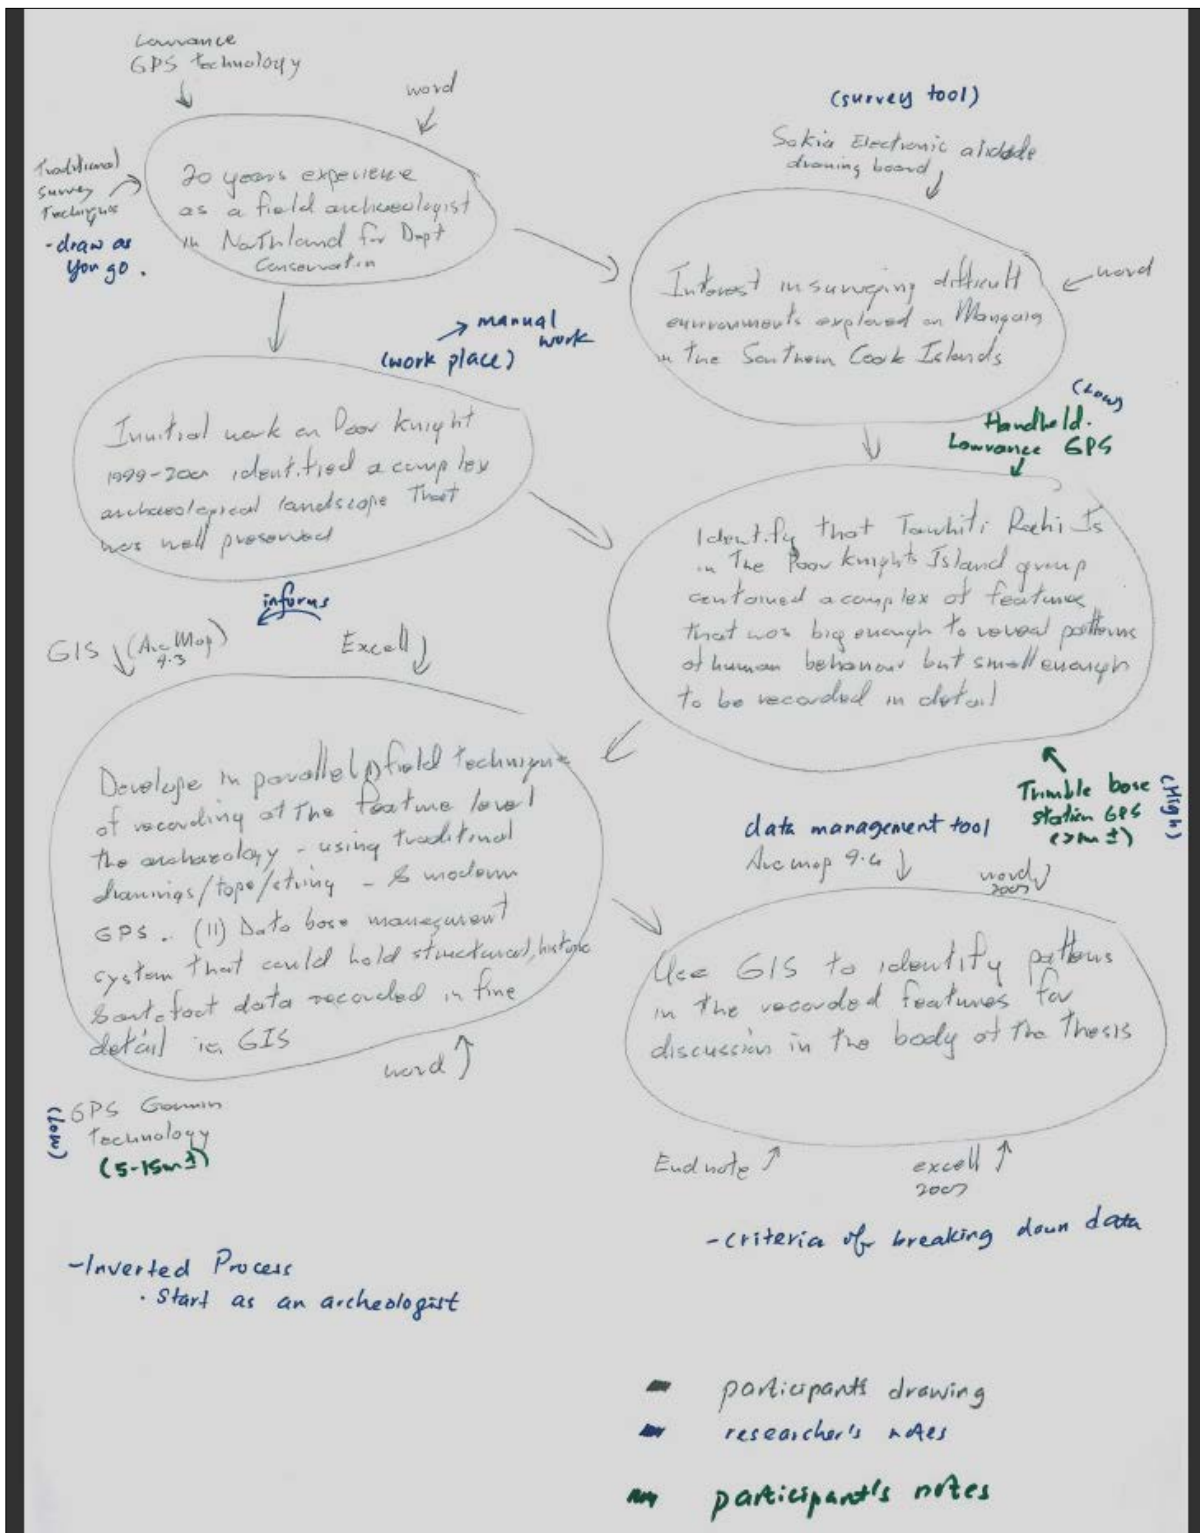 Lowrance
GPS technology
word
Traditional
Survey
Techniques
-draw as
You go.
20 years experience
as a field archaeologist
in Northland for Dept
Conservatin
(survey tool)
Sokia Electronic alidade
drawing board
Interest in surveying difficult
environments explored on Mangaia
in the Southern Cook Islands
word
manual
work
(work place)
Innitial work on Poor Knight
1999-2001 identified a complex
archaeological landscape that
was well preserved
(Low)
Handheld.
Lowrance GPS
Identify that Tawhiti Rahi Is
in the Poor Knights Island group
contained a complex of features
that was big enough to reveal patterns
of human behaviour but small enough
to be recorded in detail
informs
GIS (ArcMap)
9.3
Excell
Develope in parallel (I) field technique
of recording at the feature level
the archaeology - using traditional
drawings/tape/string - & modern
GPS. (II) Data base management
system that could hold structural, historic
& artefact data recorded in fine
detail ie. GIS
word
Trimble base
station GPS
(>m ±)
(High)
data management tool
Arcmap 9.4
word
2007
Use GIS to identify patterns
in the recorded features for
discussion in the body of the thesis
(Low)
GPS Garmin
technology
(5-15m±)
Endnote
excell
2007
-criteria of breaking down data
-Inverted Process
· Start as an archeologist
participants drawing
researcher's notes
participant's notes